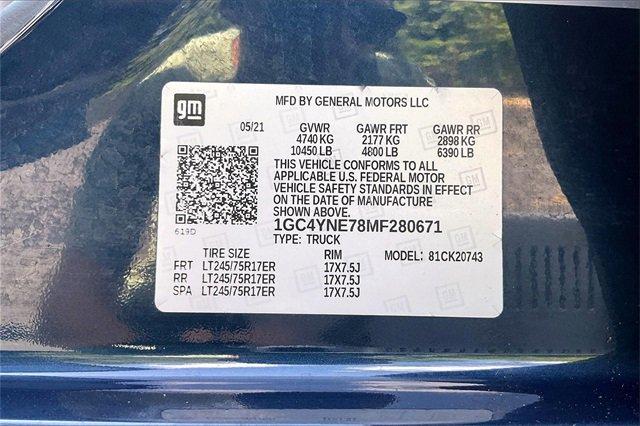 gm
MFD BY GENERAL MOTORS LLC
05/21 GVWR GAWR FRT GAWR RR
4740 KG 2177 KG 2898 KG
10450 LB 4800 LB 6390 LB
THIS VEHICLE CONFORMS TO ALL
APPLICABLE U.S. FEDERAL MOTOR
VEHICLE SAFETY STANDARDS IN EFFECT
ON THE DATE OF MANUFACTURE
SHOWN ABOVE.
619D
1GC4YNE78MF280671
TYPE: TRUCK
TIRE SIZE RIM MODEL: 81CK20743
FRT LT245/75R17ER 17X7.5J
RR LT245/75R17ER 17X7.5J
SPA LT245/75R17ER 17X7.5J